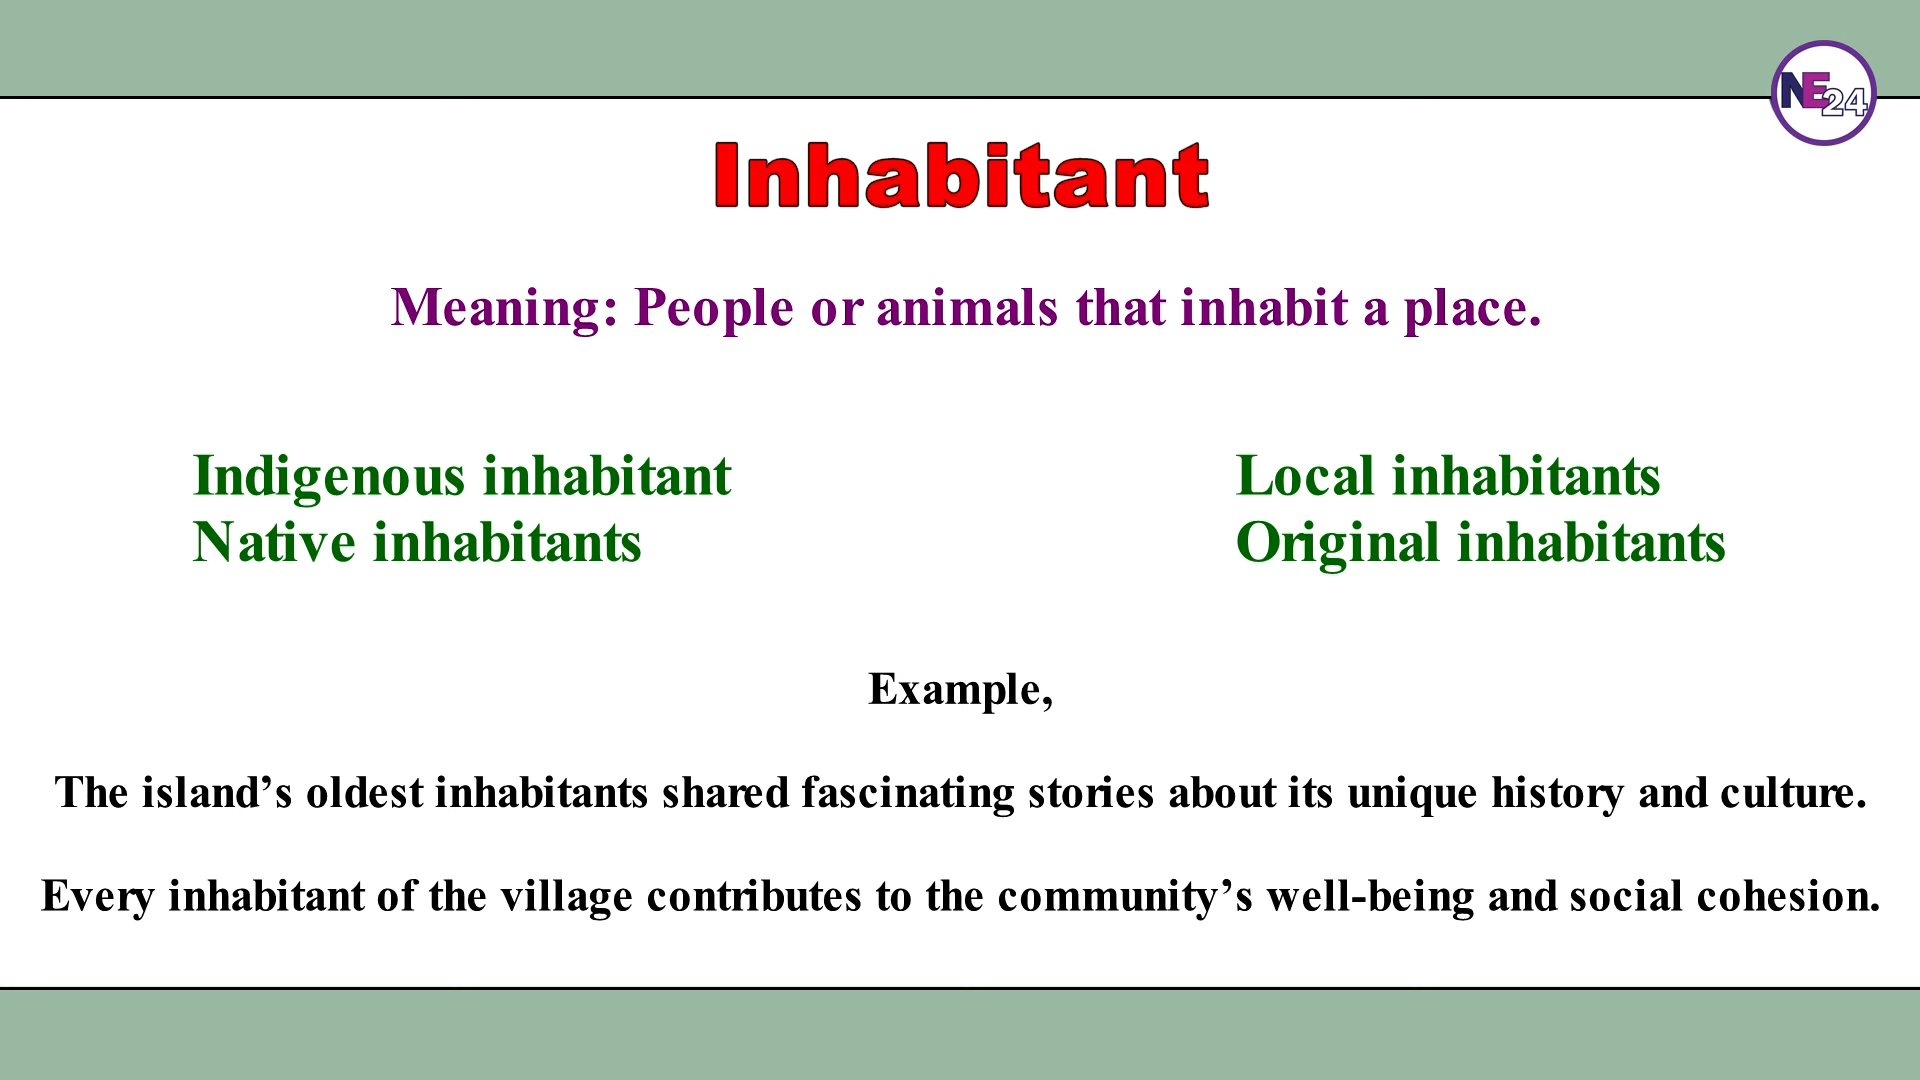 NE24
Inhabitant
Meaning: People or animals that inhabit a place.
Indigenous inhabitant
Native inhabitants
Local inhabitants
Original inhabitants
Example,
The island’s oldest inhabitants shared fascinating stories about its unique history and culture.
Every inhabitant of the village contributes to the community’s well-being and social cohesion.